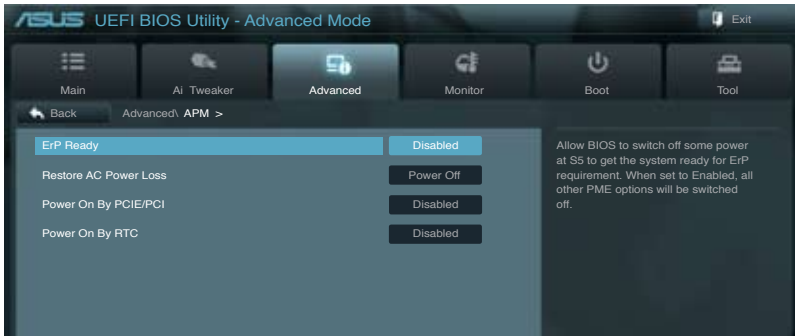 ASUS UEFI BIOS Utility - Advanced Mode
Exit
Main
Ai Tweaker
Advanced
Monitor
Boot
Tool
Back
Advanced\ APM >
ErP Ready
Disabled
Restore AC Power Loss
Power Off
Power On By PCIE/PCI
Disabled
Power On By RTC
Disabled
Allow BIOS to switch off some power
at S5 to get the system ready for ErP
requirement. When set to Enabled, all
other PME options will be switched
off.